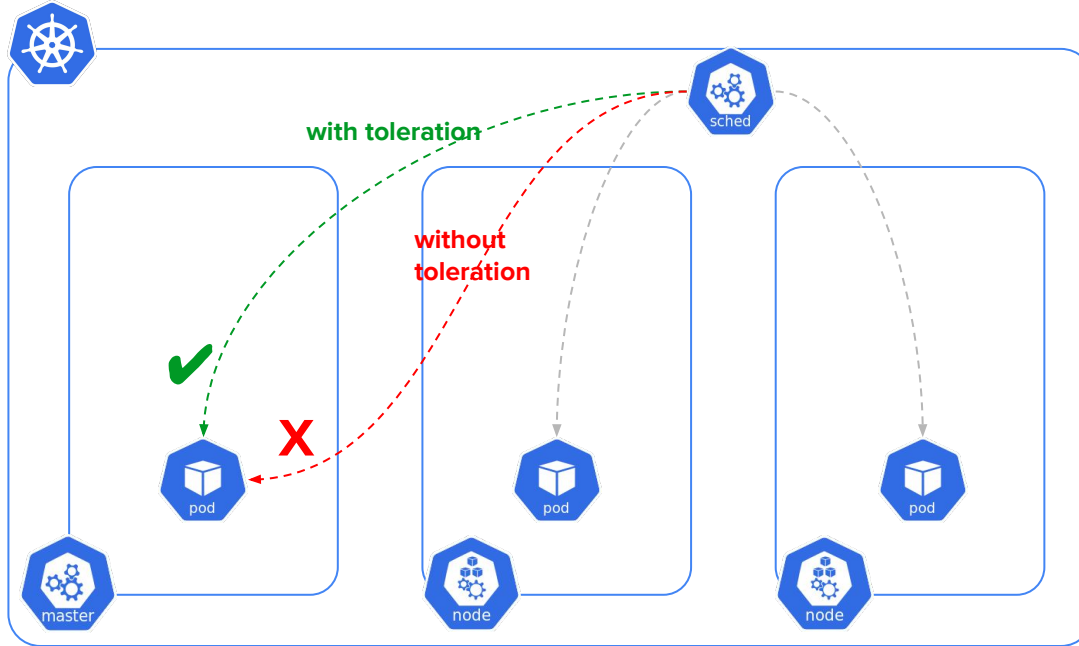 sched
with toleration
without
toleration
X
pod
pod
pod
master
node
node